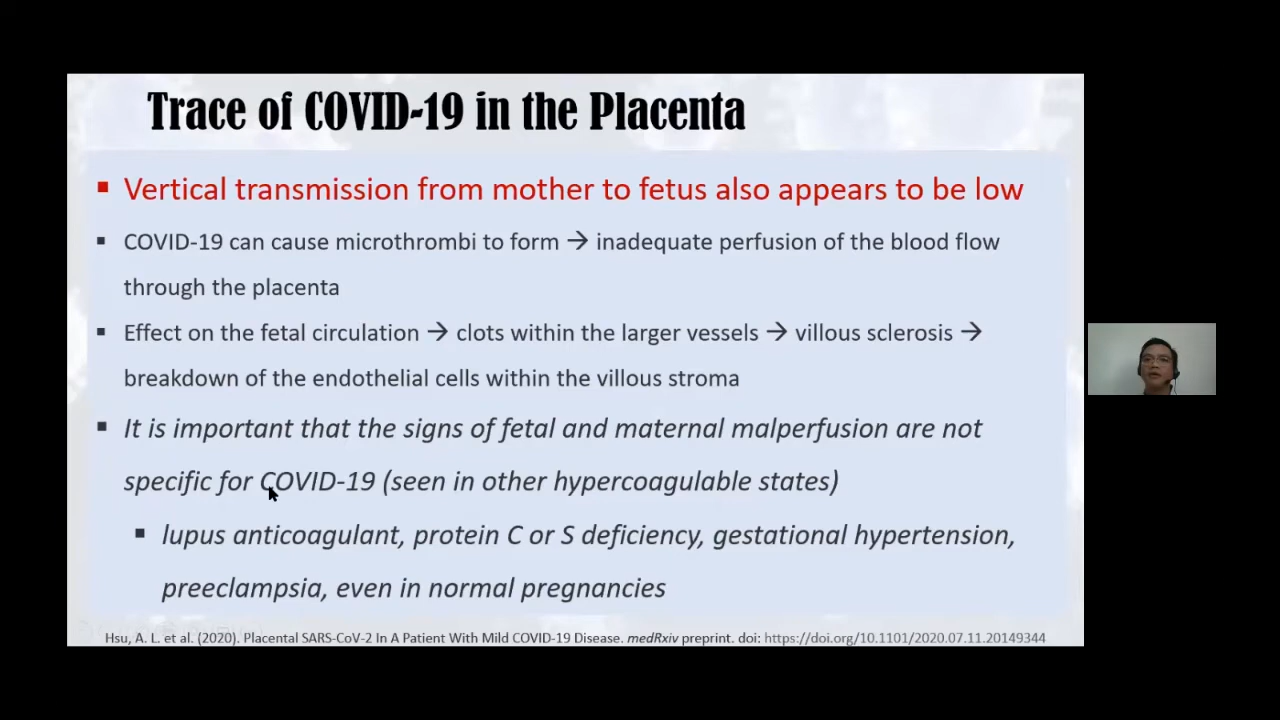 Trace of COVID-19 in the Placenta
▪ Vertical transmission from mother to fetus also appears to be low
▪ COVID-19 can cause microthrombi to form → inadequate perfusion of the blood flow
through the placenta
▪ Effect on the fetal circulation → clots within the larger vessels → villous sclerosis →
breakdown of the endothelial cells within the villous stroma
▪ It is important that the signs of fetal and maternal malperfusion are not
specific for COVID-19 (seen in other hypercoagulable states)
▪ lupus anticoagulant, protein C or S deficiency, gestational hypertension,
preeclampsia, even in normal pregnancies
Hsu, A. L. et al. (2020). Placental SARS-CoV-2 In A Patient With Mild COVID-19 Disease. medRxiv preprint. doi: https://doi.org/10.1101/2020.07.11.20149344